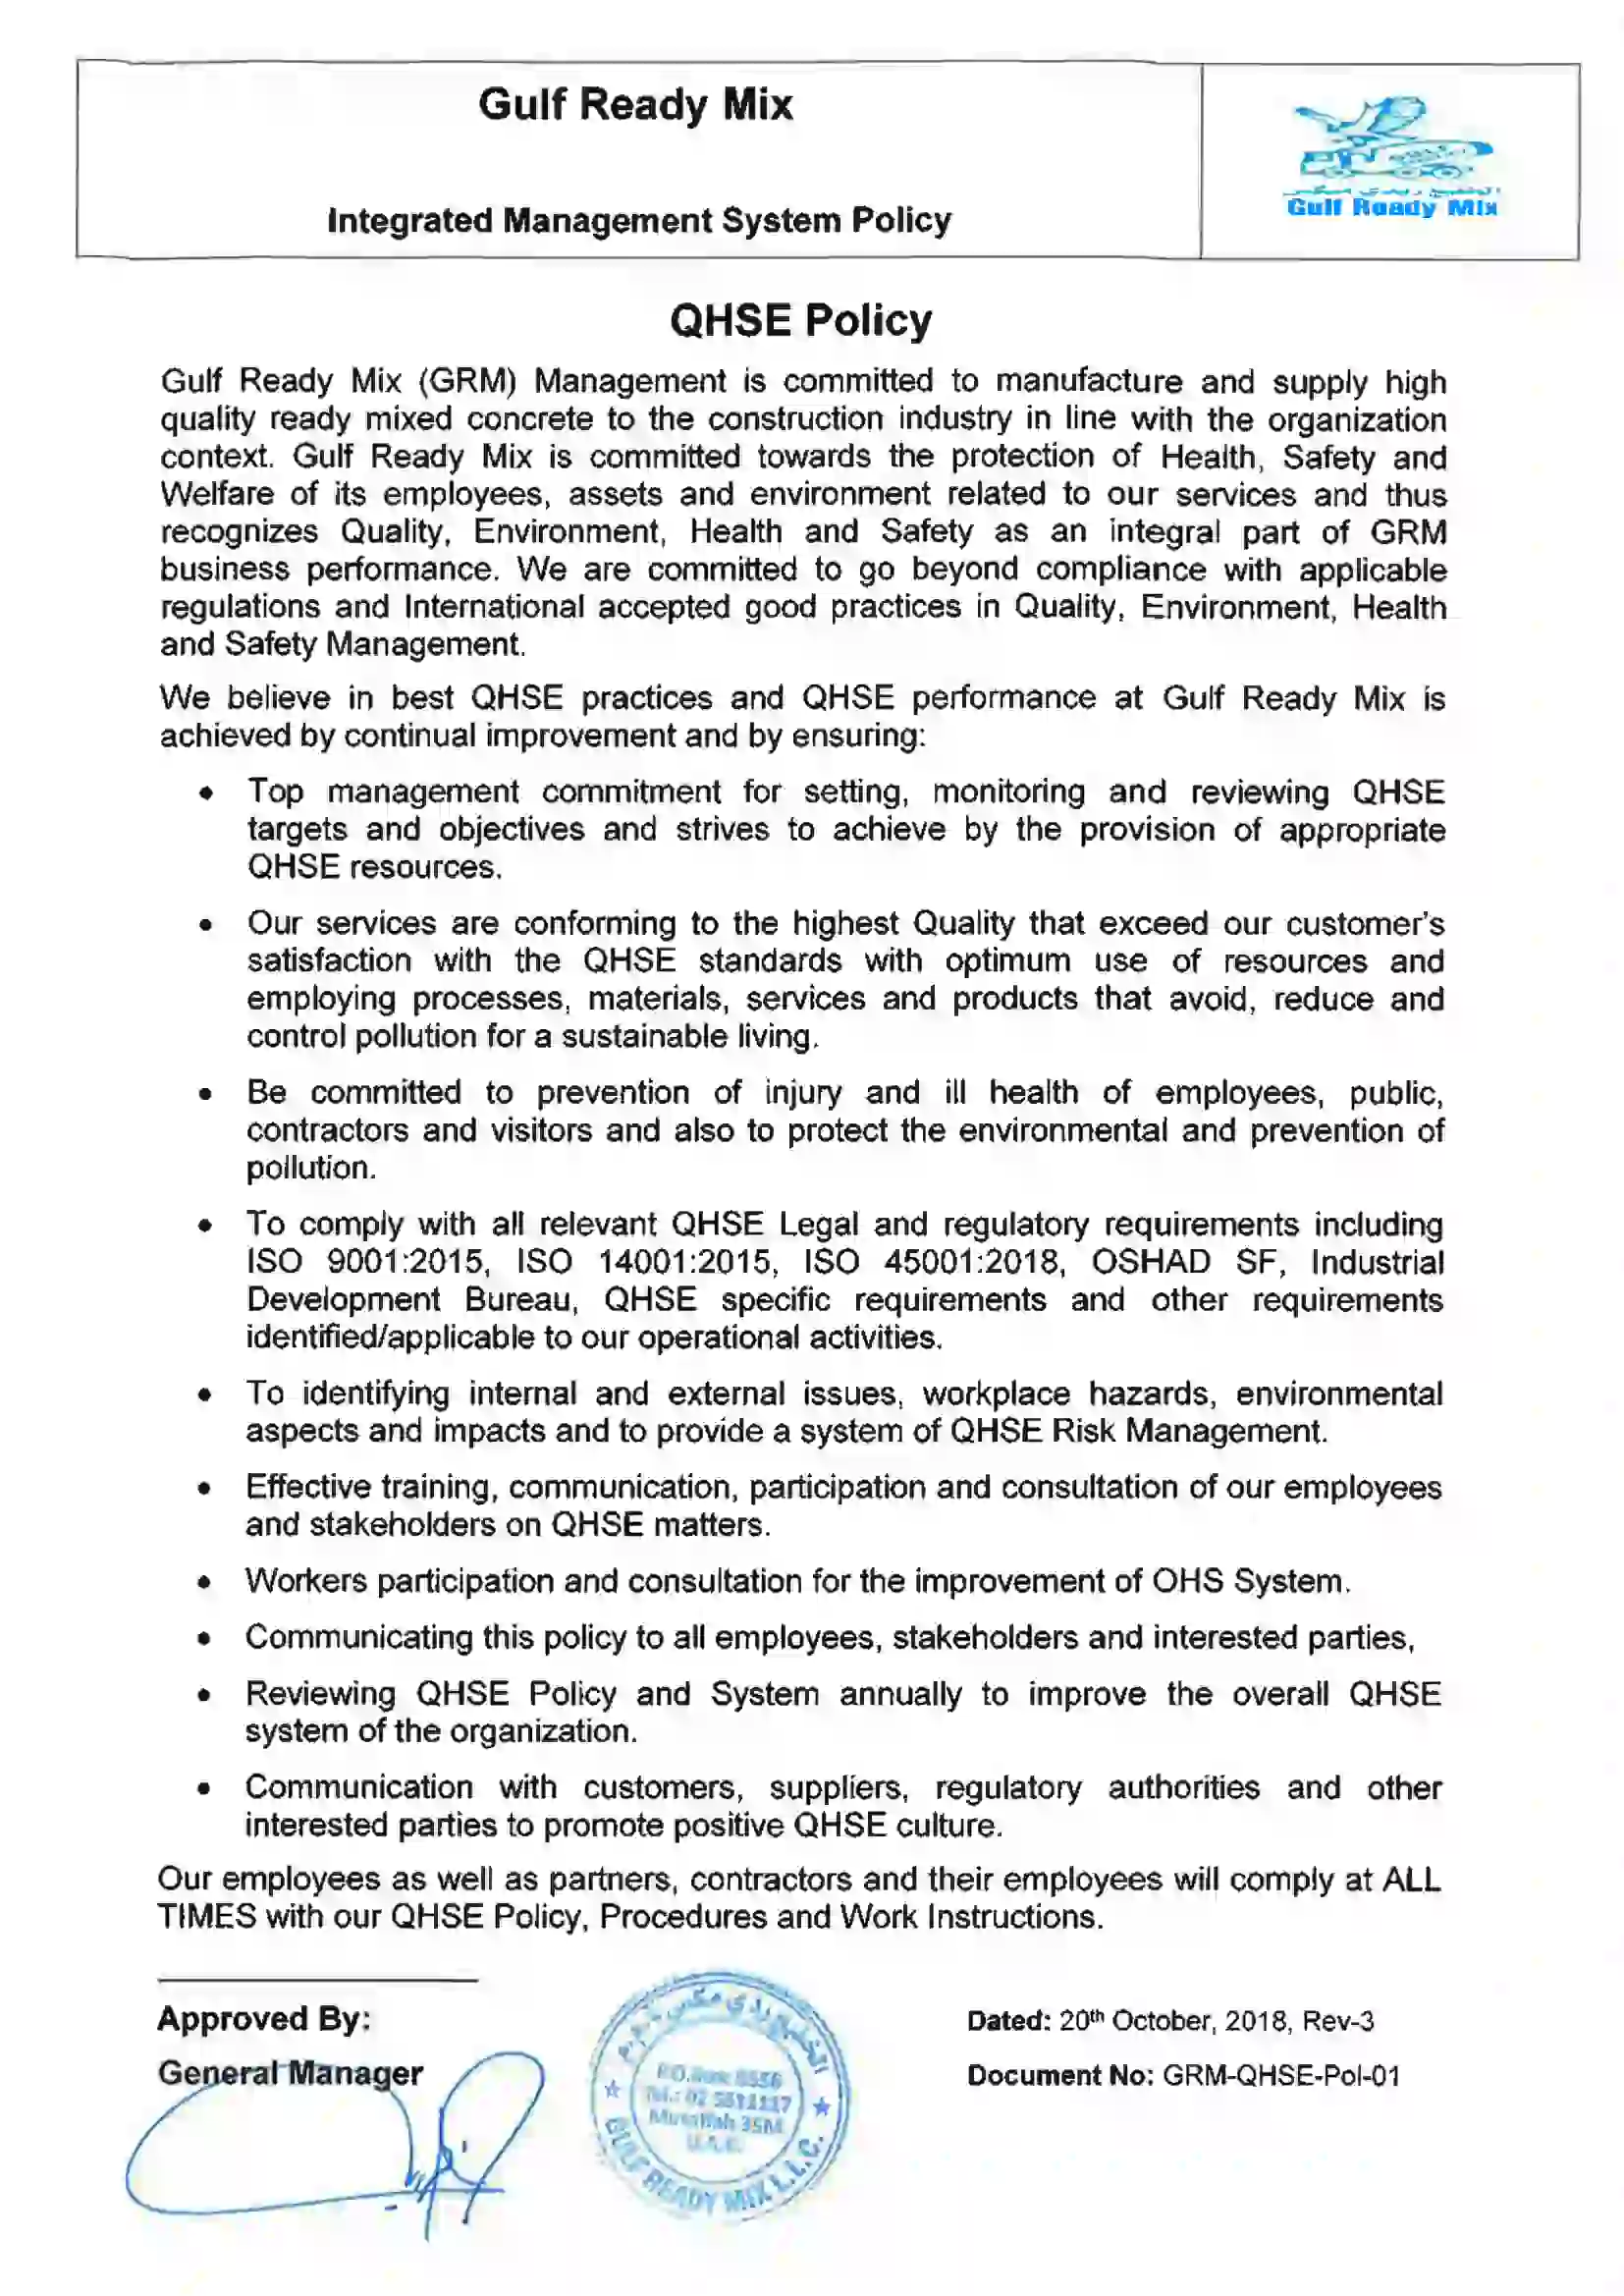 Gulf Ready Mix
Integrated Management System Policy
Gulf Ready Mix
QHSE Policy
Gulf Ready Mix (GRM) Management is committed to manufacture and supply high
quality ready mixed concrete to the construction industry in line with the organization
context. Gulf Ready Mix is committed towards the protection of Health, Safety and
Welfare of its employees, assets and environment related to our services and thus
recognizes Quality, Environment, Health and Safety as an integral part of GRM
business performance. We are committed to go beyond compliance with applicable
regulations and International accepted good practices in Quality, Environment, Health
and Safety Management.
We believe in best QHSE practices and QHSE performance at Gulf Ready Mix is
achieved by continual improvement and by ensuring:
• Top management commitment for setting, monitoring and reviewing QHSE
targets and objectives and strives to achieve by the provision of appropriate
QHSE resources.
• Our services are conforming to the highest Quality that exceed our customer's
satisfaction with the QHSE standards with optimum use of resources and
employing processes, materials, services and products that avoid, reduce and
control pollution for a sustainable living.
• Be committed to prevention of injury and ill health of employees, public,
contractors and visitors and also to protect the environmental and prevention of
pollution.
• To comply with all relevant QHSE Legal and regulatory requirements including
ISO 9001:2015, ISO 14001:2015, ISO 45001:2018, OSHAD SF, Industrial
Development Bureau, QHSE specific requirements and other requirements
identified/applicable to our operational activities.
• To identifying internal and external issues, workplace hazards, environmental
aspects and impacts and to provide a system of QHSE Risk Management.
• Effective training, communication, participation and consultation of our employees
and stakeholders on QHSE matters.
• Workers participation and consultation for the improvement of OHS System.
• Communicating this policy to all employees, stakeholders and interested parties,
• Reviewing QHSE Policy and System annually to improve the overall QHSE
system of the organization.
• Communication with customers, suppliers, regulatory authorities and other
interested parties to promote positive QHSE culture.
Our employees as well as partners, contractors and their employees will comply at ALL
TIMES with our QHSE Policy, Procedures and Work Instructions.
Approved By:
General Manager
P.O.Box:
Tel.: 02
Mussaffah 35M
U.A.E.
GULF READY MIX L.L.C.
Dated: 20th October, 2018, Rev-3
Document No: GRM-QHSE-Pol-01